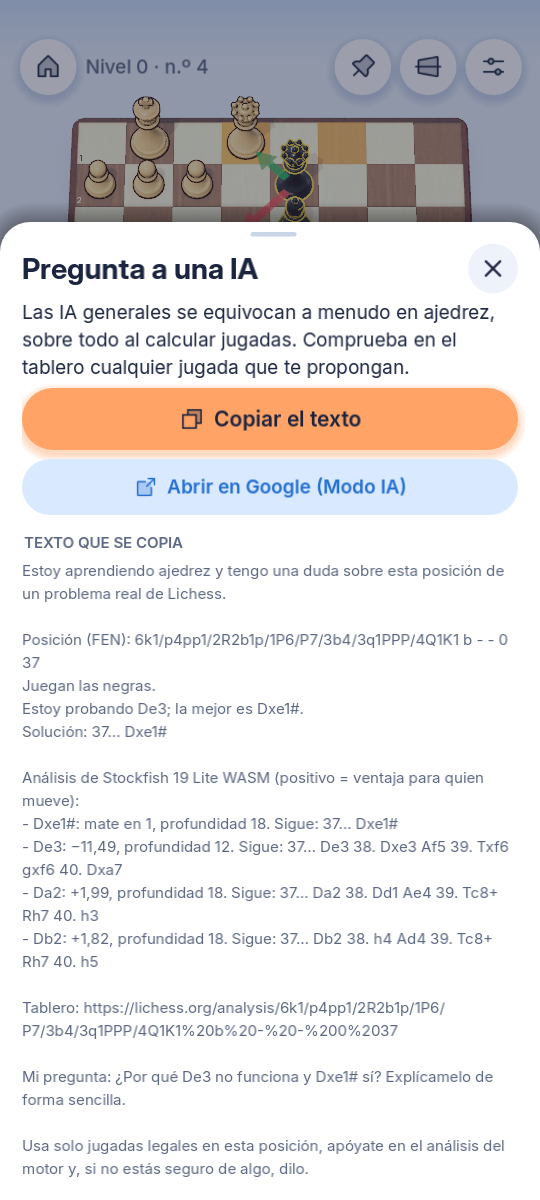 Nivel 0 · n.º 4
1
2
Pregunta a una IA
Las IA generales se equivocan a menudo en ajedrez,
sobre todo al calcular jugadas. Comprueba en el
tablero cualquier jugada que te propongan.
Copiar el texto
Abrir en Google (Modo IA)
TEXTO QUE SE COPIA
Estoy aprendiendo ajedrez y tengo una duda sobre esta posición de
un problema real de Lichess.
Posición (FEN): 6k1/p4pp1/2R2b1p/1P6/P7/3b4/3q1PPP/4Q1K1 b - - 0
37
Juegan las negras.
Estoy probando De3; la mejor es Dxe1#.
Solución: 37... Dxe1#
Análisis de Stockfish 19 Lite WASM (positivo = ventaja para quien
mueve):
- Dxe1#: mate en 1, profundidad 18. Sigue: 37... Dxe1#
- De3: −11,49, profundidad 12. Sigue: 37... De3 38. Dxe3 Af5 39. Txf6
gxf6 40. Dxa7
- Da2: +1,99, profundidad 18. Sigue: 37... Da2 38. Dd1 Ae4 39. Tc8+
Rh7 40. h3
- Db2: +1,82, profundidad 18. Sigue: 37... Db2 38. h4 Ad4 39. Tc8+
Rh7 40. h5
Tablero: https://lichess.org/analysis/6k1/p4pp1/2R2b1p/1P6/
P7/3b4/3q1PPP/4Q1K1%20b%20-%20-%200%2037
Mi pregunta: ¿Por qué De3 no funciona y Dxe1# sí? Explícamelo de
forma sencilla.
Usa solo jugadas legales en esta posición, apóyate en el análisis del
motor y, si no estás seguro de algo, dilo.